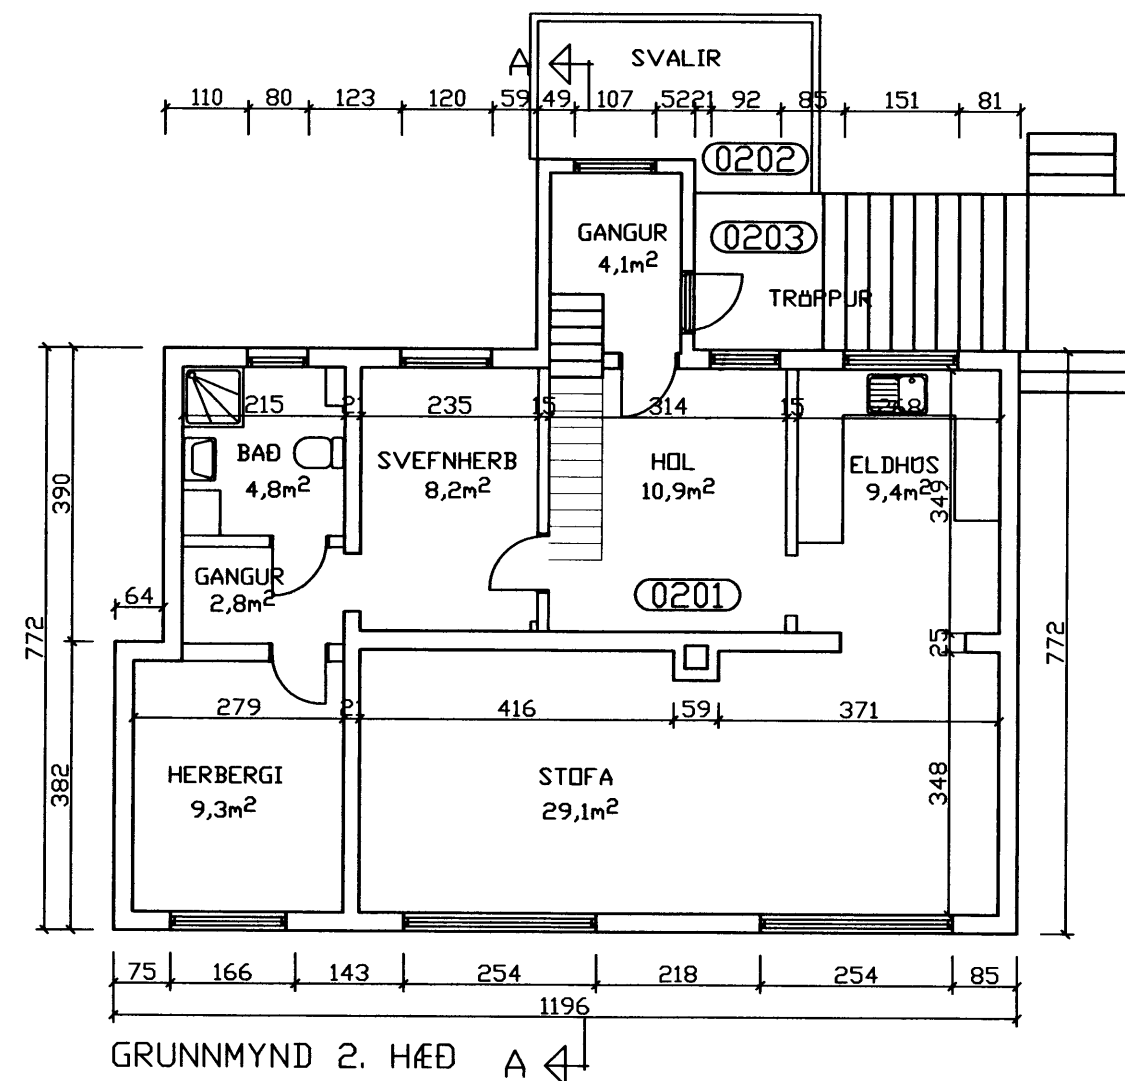 A
SVALIR
110 80 123 120 59 49 107 52 21 92 85 151 81
0202
GANGUR
4,1m2
0203
TRÖPPUR
215 21 235 15 314 15
BAÐ
4,8m2
SVEFNHERB
8,2m2
HOL
10,9m2
ELDHÚS
9,4m2
349
390
GANGUR
2,8m2
64
0201
772
25
772
279 21 416 59 371
HERBERGI
9,3m2
STOFA
29,1m2
382
348
75 166 143 254 218 254 85
1196
GRUNNMYND 2. HÆÐ
A